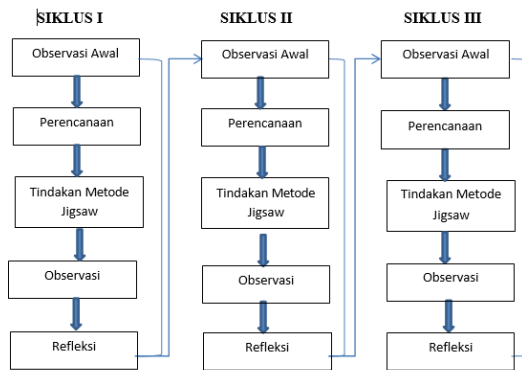 SIKLUS I
Observasi Awal
Perencanaan
Tindakan Metode
Jigsaw
Observasi
Refleksi
SIKLUS II
Observasi Awal
Perencanaan
Tindakan Metode
Jigsaw
Observasi
Refleksi
SIKLUS III
Observasi Awal
Perencanaan
Tindakan Metode
Jigsaw
Observasi
Refleksi